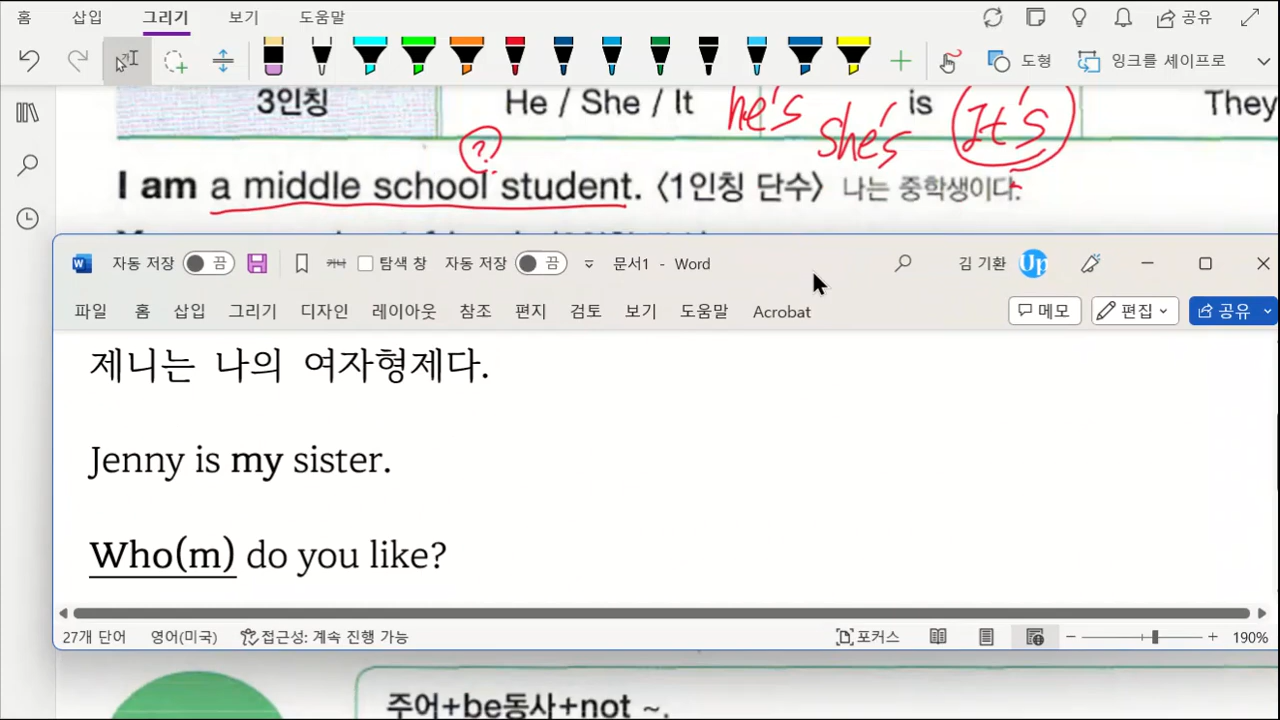 홈 삽입 그리기 보기 도움말 공유
도형 잉크를 셰이프로
3인칭 He / She / It he's she's is It's They
?
I am a middle school student. 〈1인칭 단수〉 나는 중학생이다.
자동 저장 끔 가나 탐색 창 자동 저장 끔 문서1 - Word 김 기환 Up
파일 홈 삽입 그리기 디자인 레이아웃 참조 편지 검토 보기 도움말 Acrobat 메모 편집 공유
제니는 나의 여자형제다.
Jenny is my sister.
Who(m) do you like?
27개 단어 영어(미국) 접근성: 계속 진행 가능 포커스 190%
주어+be동사+not ~.